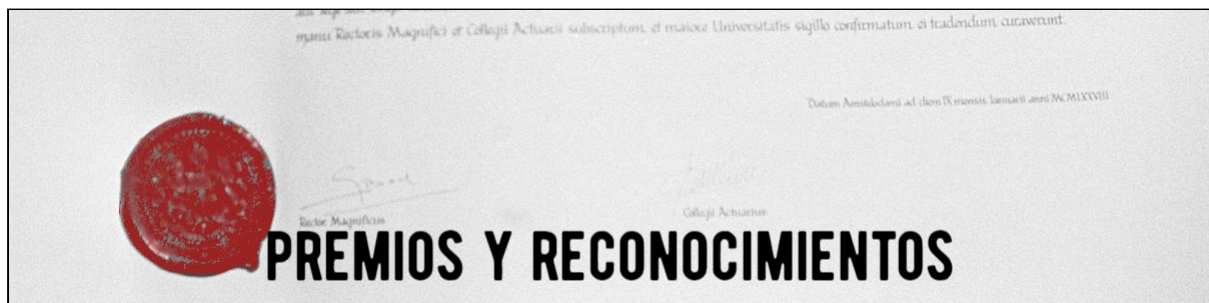 manu Rectoris Magnifici et Collegii Actuarii subscriptum et maiore Universitatis sigillo confirmatum ei tradendum curaverunt.
Datum Amstelodami ad diem IX mensis Ianuarii anni MCMLXXXVIII
Rector Magnificus
Collegii Actuarius
PREMIOS Y RECONOCIMIENTOS